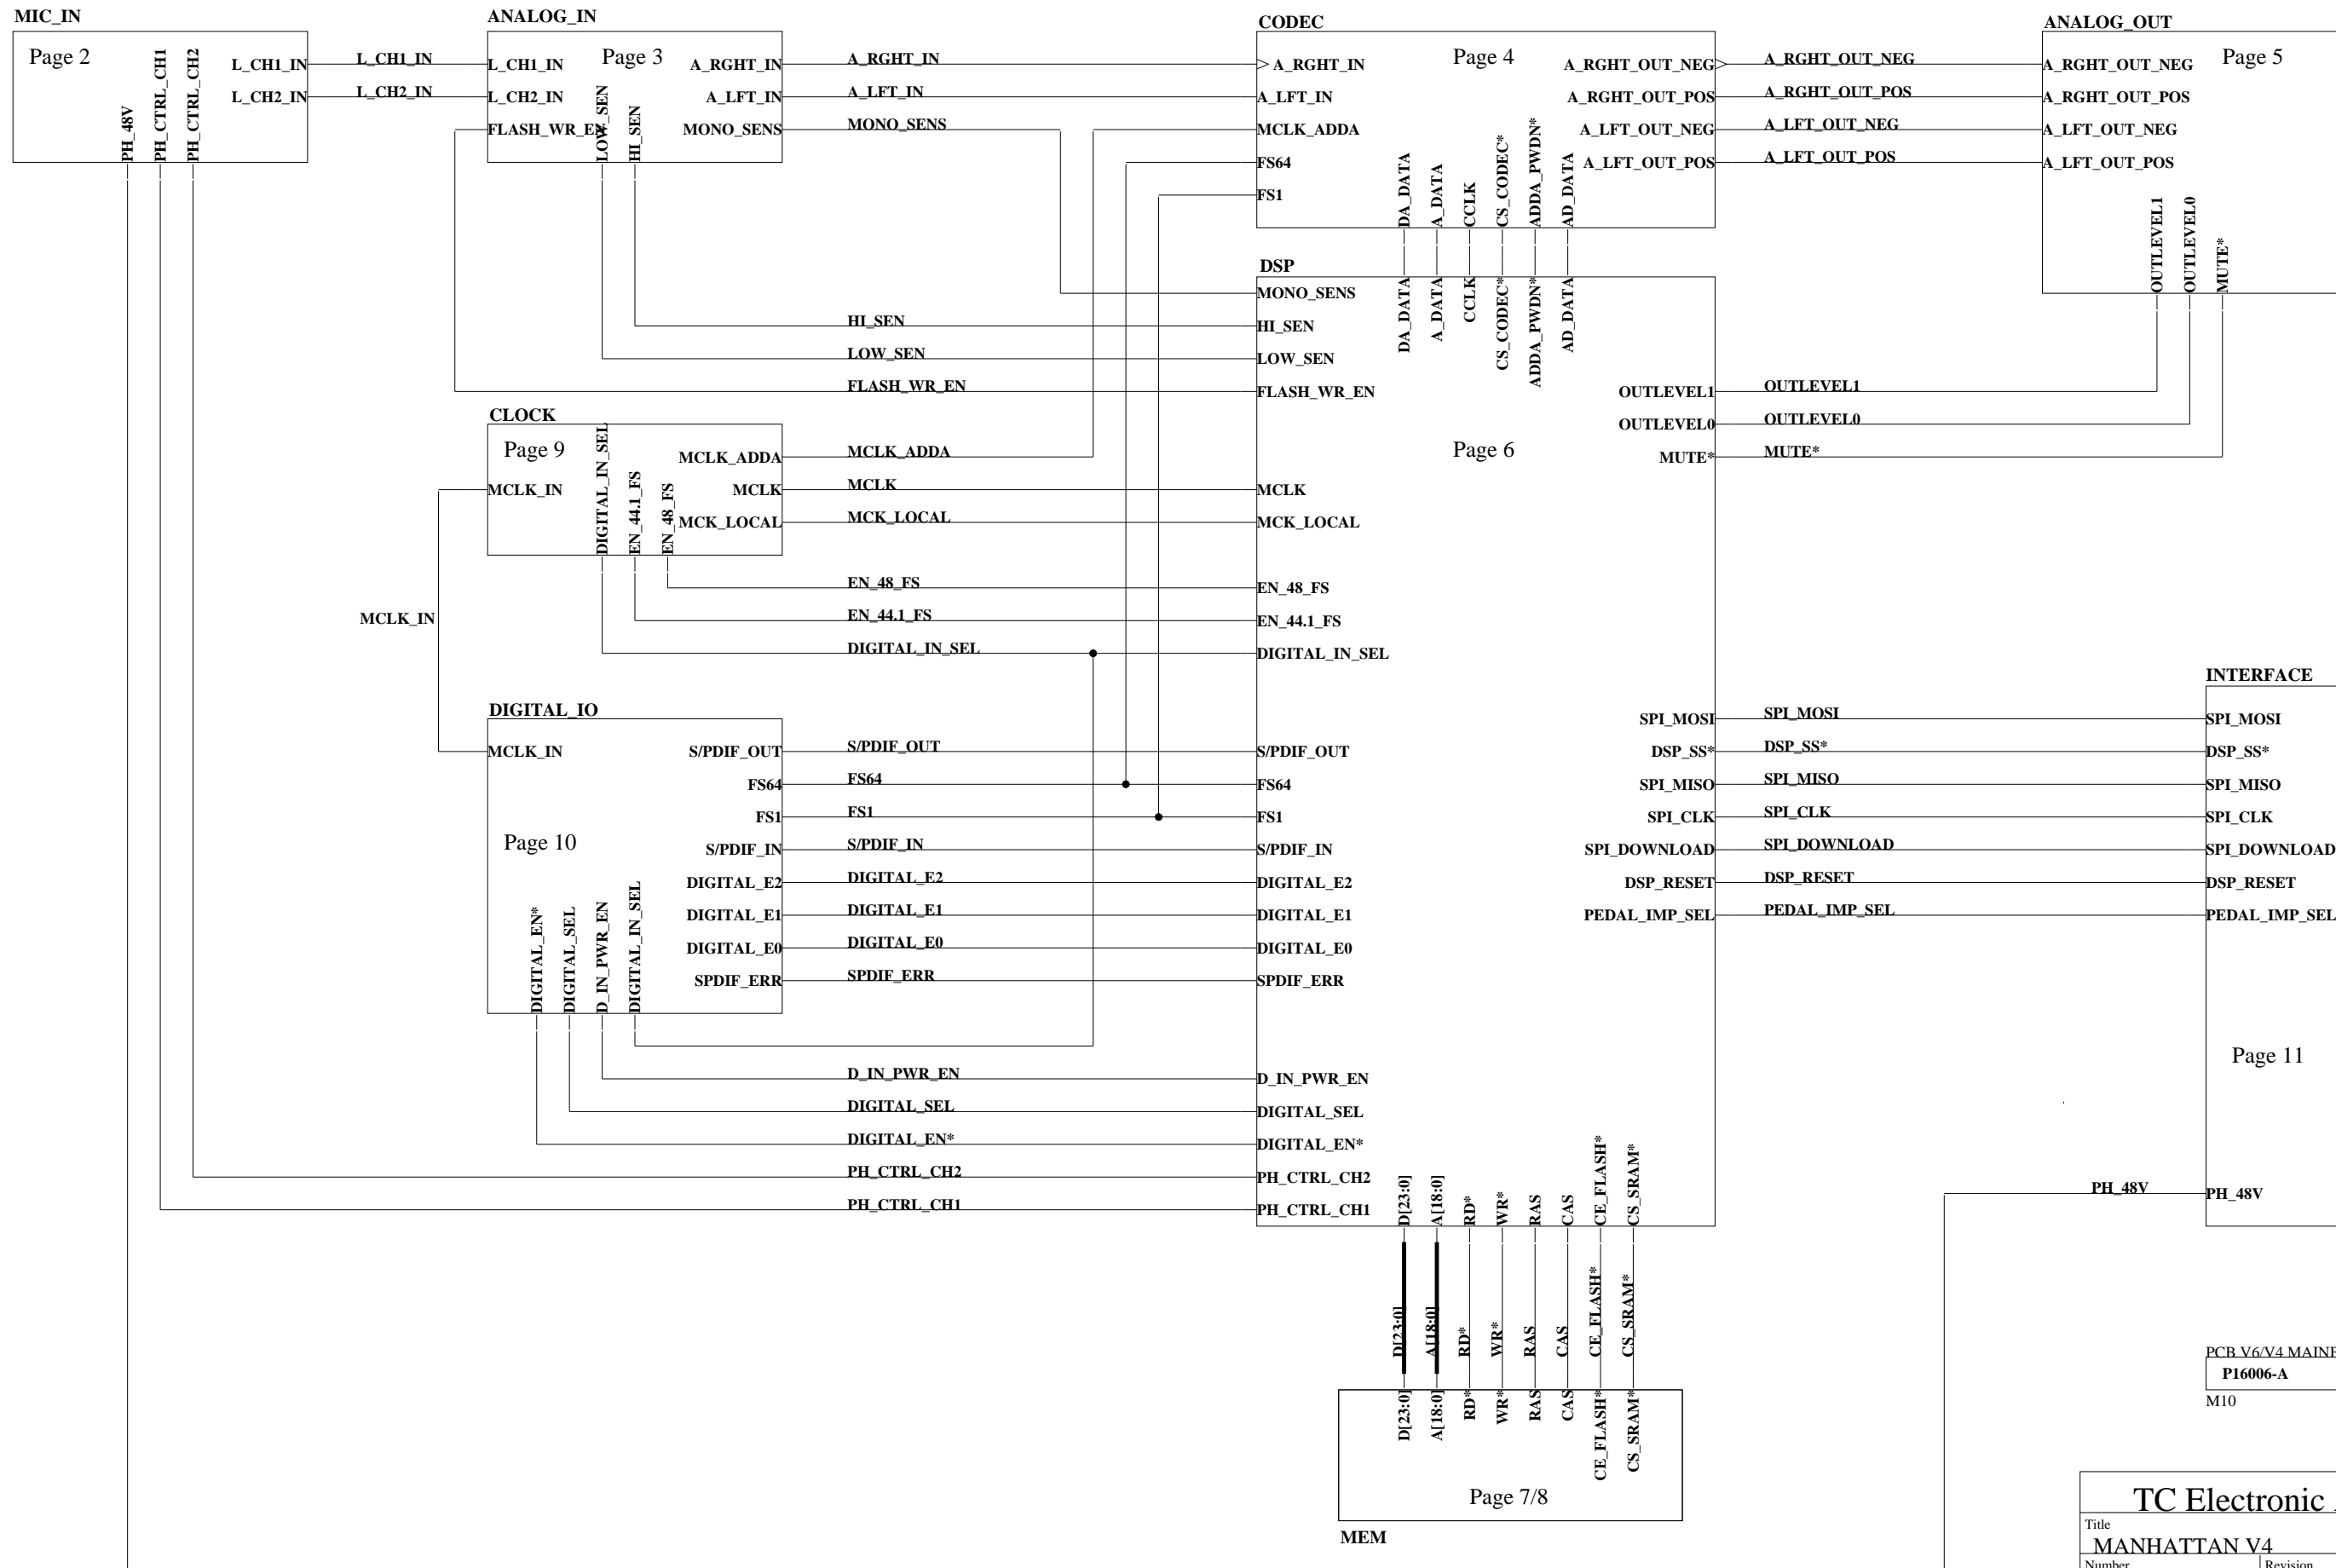 MIC_IN
Page 2
PH_48V
PH_CTRL_CH1
PH_CTRL_CH2
L_CH1_IN
L_CH2_IN
L_CH1_IN
L_CH2_IN
ANALOG_IN
Page 3
L_CH1_IN
L_CH2_IN
FLASH_WR_EN
LOW_SEN
HI_SEN
A_RGHT_IN
A_LFT_IN
MONO_SENS
A_RGHT_IN
A_LFT_IN
MONO_SENS
CODEC
Page 4
A_RGHT_IN
A_LFT_IN
MCLK_ADDA
FS64
FS1
DA_DATA
A_DATA
CCLK
CS_CODEC*
ADDA_PWDN*
AD_DATA
A_RGHT_OUT_NEG
A_RGHT_OUT_POS
A_LFT_OUT_NEG
A_LFT_OUT_POS
A_RGHT_OUT_NEG
A_RGHT_OUT_POS
A_LFT_OUT_NEG
A_LFT_OUT_POS
ANALOG_OUT
Page 5
A_RGHT_OUT_NEG
A_RGHT_OUT_POS
A_LFT_OUT_NEG
A_LFT_OUT_POS
OUTLEVEL1
OUTLEVEL0
MUTE*
HI_SEN
LOW_SEN
FLASH_WR_EN
CLOCK
Page 9
MCLK_IN
DIGITAL_IN_SEL
EN_44.1_FS
EN_48_FS
MCLK_ADDA
MCLK
MCK_LOCAL
MCLK_ADDA
MCLK
MCK_LOCAL
EN_48_FS
EN_44.1_FS
DIGITAL_IN_SEL
MCLK_IN
DIGITAL_IO
MCLK_IN
Page 10
DIGITAL_EN*
DIGITAL_SEL
D_IN_PWR_EN
DIGITAL_IN_SEL
S/PDIF_OUT
FS64
FS1
S/PDIF_IN
DIGITAL_E2
DIGITAL_E1
DIGITAL_E0
SPDIF_ERR
S/PDIF_OUT
FS64
FS1
S/PDIF_IN
DIGITAL_E2
DIGITAL_E1
DIGITAL_E0
SPDIF_ERR
D_IN_PWR_EN
DIGITAL_SEL
DIGITAL_EN*
PH_CTRL_CH2
PH_CTRL_CH1
DSP
Page 6
DA_DATA
A_DATA
CCLK
CS_CODEC*
ADDA_PWDN*
AD_DATA
MONO_SENS
HI_SEN
LOW_SEN
FLASH_WR_EN
MCLK
MCK_LOCAL
EN_48_FS
EN_44.1_FS
DIGITAL_IN_SEL
S/PDIF_OUT
FS64
FS1
S/PDIF_IN
DIGITAL_E2
DIGITAL_E1
DIGITAL_E0
SPDIF_ERR
D_IN_PWR_EN
DIGITAL_SEL
DIGITAL_EN*
PH_CTRL_CH2
PH_CTRL_CH1
OUTLEVEL1
OUTLEVEL0
MUTE*
SPI_MOSI
DSP_SS*
SPI_MISO
SPI_CLK
SPI_DOWNLOAD
DSP_RESET
PEDAL_IMP_SEL
D[23:0]
A[18:0]
RD*
WR*
RAS
CAS
CE_FLASH*
CS_SRAM*
OUTLEVEL1
OUTLEVEL0
MUTE*
SPI_MOSI
DSP_SS*
SPI_MISO
SPI_CLK
SPI_DOWNLOAD
DSP_RESET
PEDAL_IMP_SEL
INTERFACE
SPI_MOSI
DSP_SS*
SPI_MISO
SPI_CLK
SPI_DOWNLOAD
DSP_RESET
PEDAL_IMP_SEL
Page 11
PH_48V
PH_48V
D[23:0]
A[18:0]
RD*
WR*
RAS
CAS
CE_FLASH*
CS_SRAM*
D[23:0]
A[18:0]
RD*
WR*
RAS
CAS
CE_FLASH*
CS_SRAM*
Page 7/8
MEM
PCB V6/V4
P16006-A
M10
TC Electronic
Title
MANHATTAN V4
Number
Revision